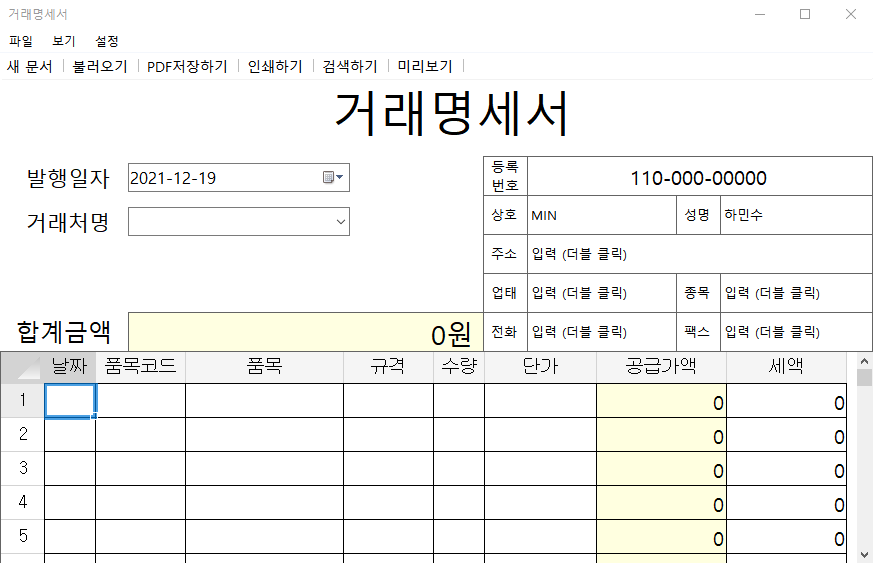 거래명세서
파일 보기 설정
새 문서 불러오기 PDF저장하기 인쇄하기 검색하기 미리보기
거래명세서
발행일자 2021-12-19
거래처명
합계금액 0원
등록
번호 110-000-00000
상호 MIN 성명 하민수
주소 입력 (더블 클릭)
업태 입력 (더블 클릭) 종목 입력 (더블 클릭)
전화 입력 (더블 클릭) 팩스 입력 (더블 클릭)
날짜 품목코드 품목 규격 수량 단가 공급가액 세액
1 0 0
2 0 0
3 0 0
4 0 0
5 0 0